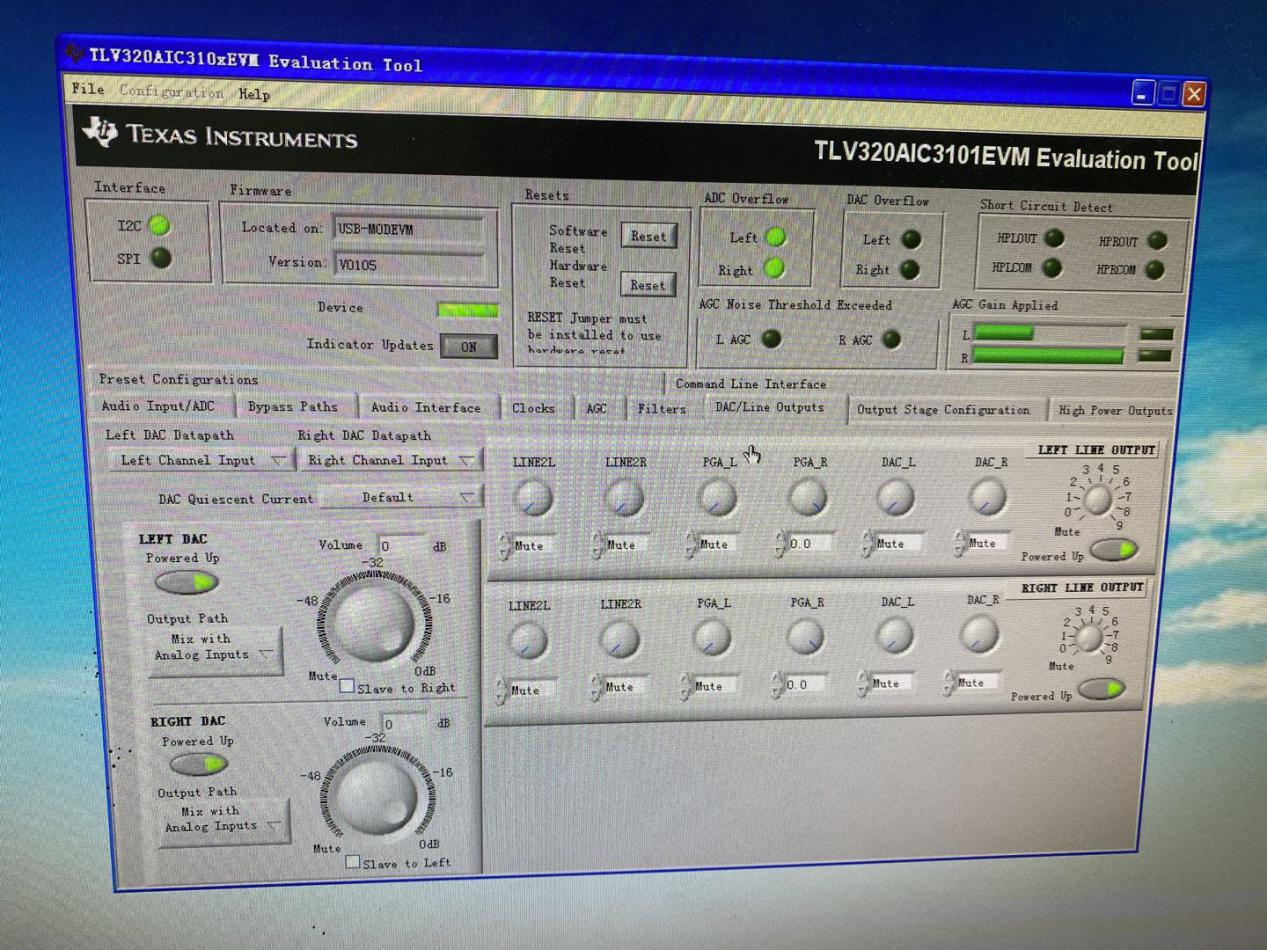 TLV320AIC310xEVM Evaluation Tool
File Configuration Help
TEXAS INSTRUMENTS
TLV320AIC3101EVM Evaluation Tool
Interface
I2C
SPI
Firmware
Located on: USB-MODEVM
Version: V0105
Device
Indicator Updates ON
Resets
Software Reset
Reset
Hardware Reset
Reset
RESET Jumper must
be installed to use
hardware reset
ADC Overflow
Left
Right
DAC Overflow
Left
Right
Short Circuit Detect
HPLOUT HPROUT
HPLCOM HPRCOM
AGC Noise Threshold Exceeded
L AGC R AGC
AGC Gain Applied
L
R
Preset Configurations Command Line Interface
Audio Input/ADC Bypass Paths Audio Interface Clocks AGC Filters DAC/Line Outputs Output Stage Configuration High Power Outputs
Left DAC Datapath Right DAC Datapath
Left Channel Input Right Channel Input
DAC Quiescent Current Default
LEFT DAC
Powered Up
Output Path
Mix with
Analog Inputs
Volume 0 dB
-32
-48 -16
Mute 0dB
Slave to Right
RIGHT DAC
Powered Up
Output Path
Mix with
Analog Inputs
Volume 0 dB
-32
-48 -16
Mute 0dB
Slave to Left
LINE2L LINE2R PGA_L PGA_R DAC_L DAC_R
Mute Mute Mute 0.0 Mute Mute
LEFT LINE OUTPUT
3 4 5
2 6
1 7
0 8
9
Mute
Powered Up
LINE2L LINE2R PGA_L PGA_R DAC_L DAC_R
Mute Mute Mute 0.0 Mute Mute
RIGHT LINE OUTPUT
3 4 5
2 6
1 7
0 8
9
Mute
Powered Up